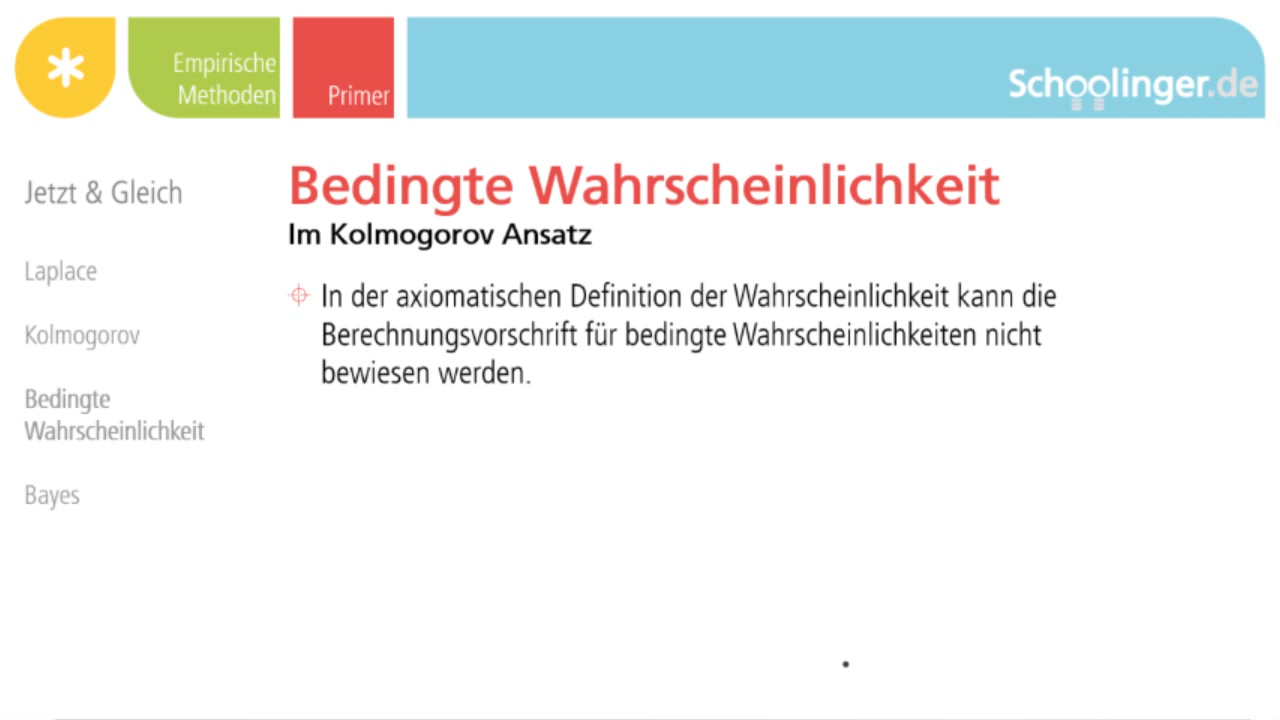 Empirische
Methoden
Primer
Schoolinger.de
Jetzt & Gleich
Laplace
Kolmogorov
Bedingte
Wahrscheinlichkeit
Bayes
Bedingte Wahrscheinlichkeit
Im Kolmogorov Ansatz
In der axiomatischen Definition der Wahrscheinlichkeit kann die
Berechnungsvorschrift für bedingte Wahrscheinlichkeiten nicht
bewiesen werden.